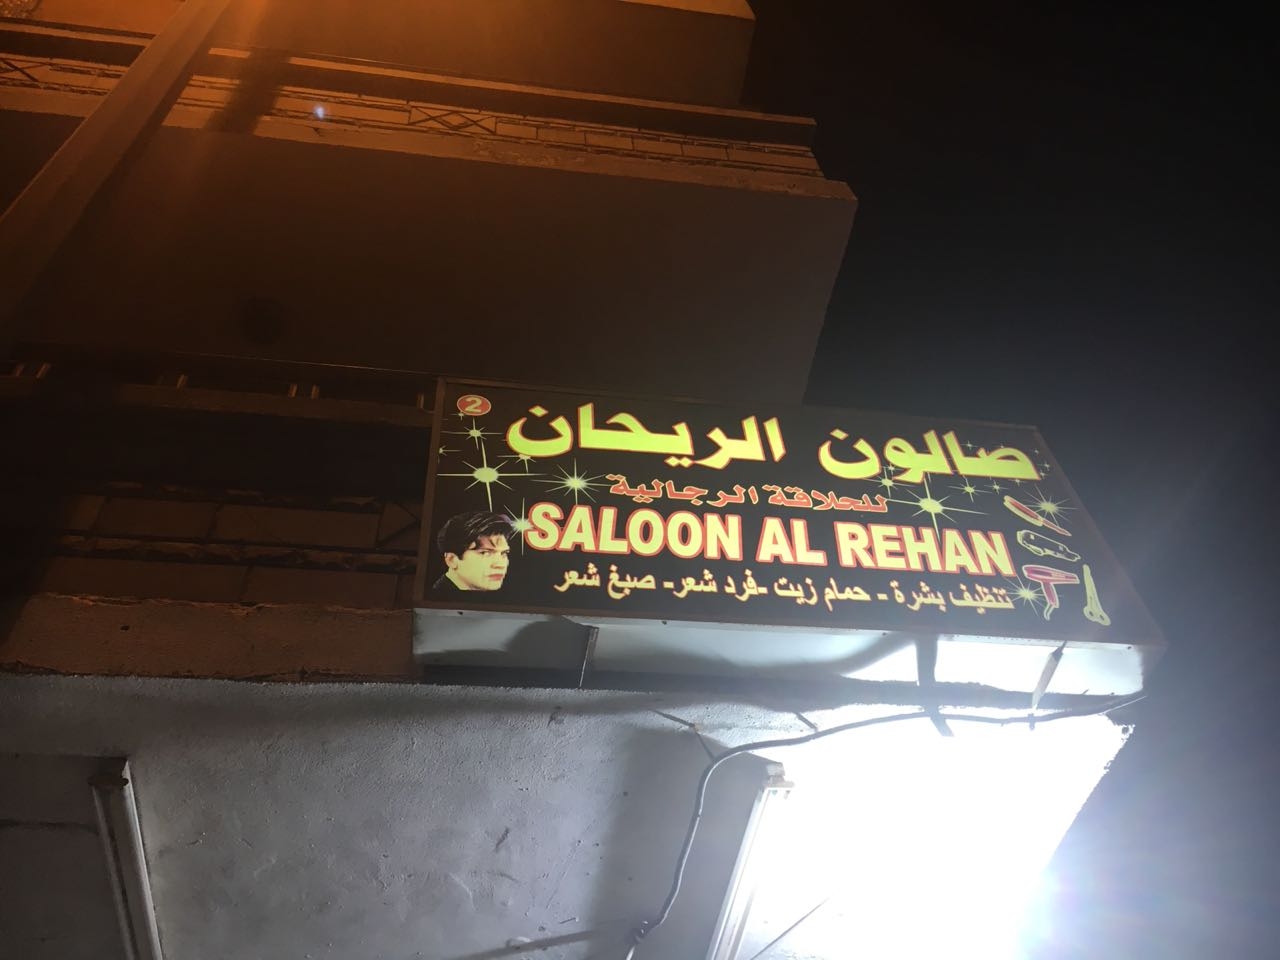 2
صالون الريحان
للحلاقة الرجالية
SALOON AL REHAN
تنظيف بشرة - حمام زيت - فرد شعر - صبغ شعر